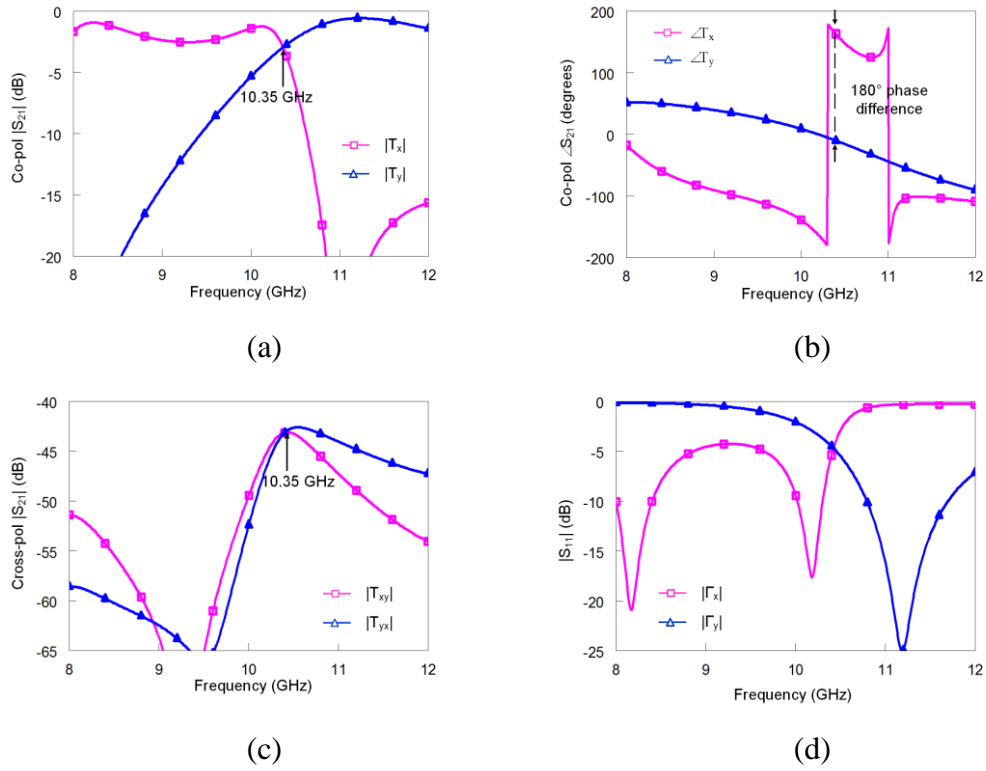 0
-5
-10
-15
-20
Co-pol |S21| (dB)
10.35 GHz
|Tx|
|Ty|
8 9 10 11 12
Frequency (GHz)
(a)
200
100
0
-100
-200
Co-pol ∠S21 (degrees)
∠Tx
∠Ty
180° phase
difference
8 9 10 11 12
Frequency (GHz)
(b)
-40
-45
-50
-55
-60
-65
Cross-pol |S21| (dB)
10.35 GHz
|Txy|
|Tyx|
8 9 10 11 12
Frequency (GHz)
(c)
0
-5
-10
-15
-20
-25
|S11| (dB)
|Γx|
|Γy|
8 9 10 11 12
Frequency (GHz)
(d)